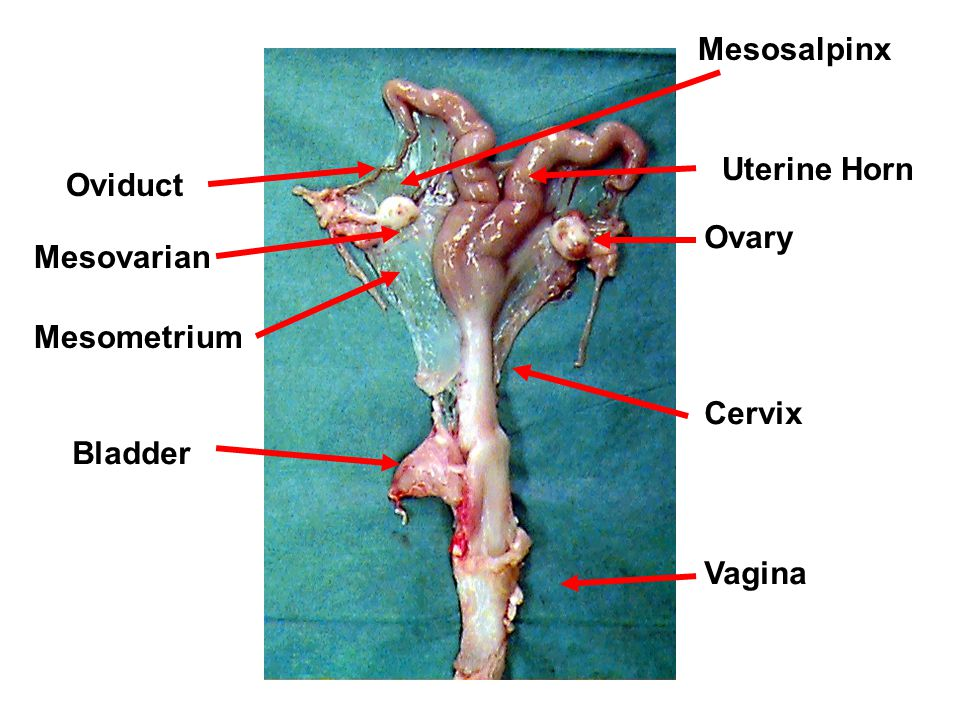 Mesosalpinx
Oviduct
Uterine Horn
Mesovarian
Ovary
Mesometrium
Cervix
Bladder
Vagina